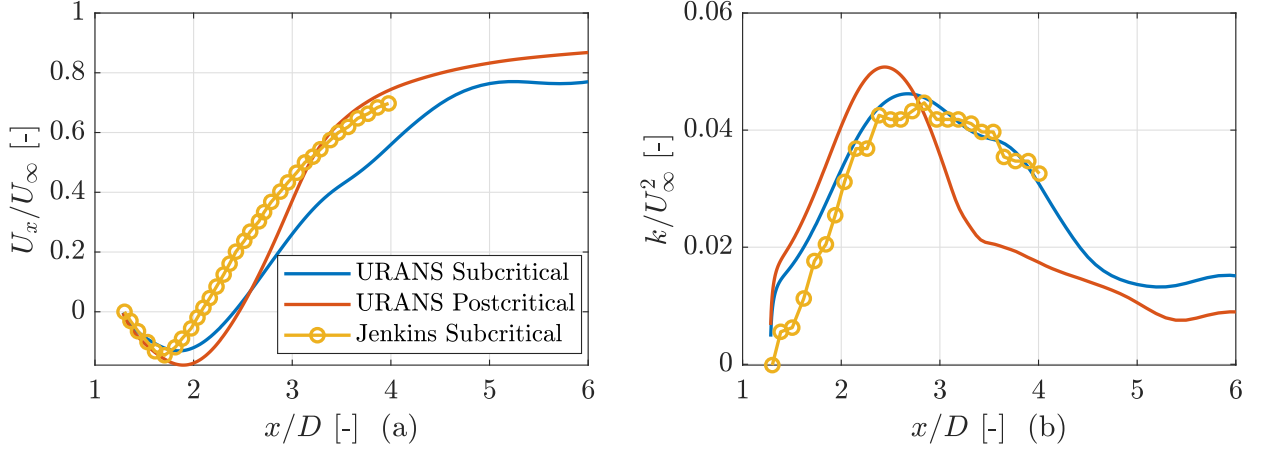 1
0.8
0.6
0.4
0.2
0
1 2 3 4 5 6
U_x/U_∞ [-]
x/D [-] (a)
URANS Subcritical
URANS Postcritical
Jenkins Subcritical
0.06
0.04
0.02
0
1 2 3 4 5 6
k/U_∞^2 [-]
x/D [-] (b)